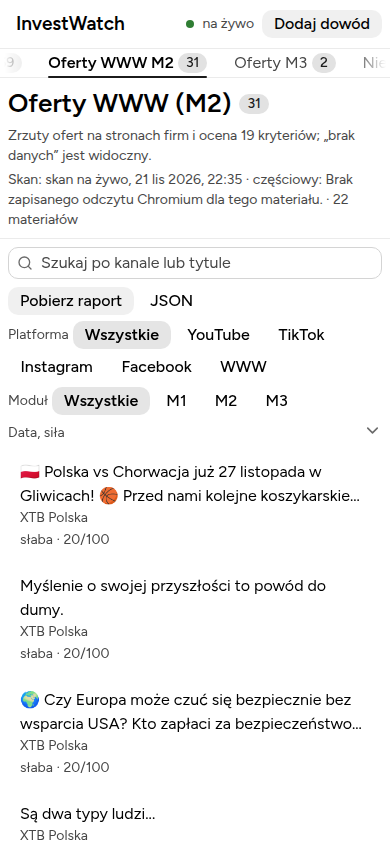 InvestWatch
na żywo
Dodaj dowód
9
Oferty WWW M2 31
Oferty M3 2
Nie
Oferty WWW (M2) 31
Zrzuty ofert na stronach firm i ocena 19 kryteriów; „brak
danych” jest widoczny.
Skan: skan na żywo, 21 lis 2026, 22:35 · częściowy: Brak
zapisanego odczytu Chromium dla tego materiału. · 22
materiałów
Szukaj po kanale lub tytule
Pobierz raport JSON
Platforma Wszystkie YouTube TikTok
Instagram Facebook WWW
Moduł Wszystkie M1 M2 M3
Data, siła
🇵🇱 Polska vs Chorwacja już 27 listopada w
Gliwicach! 🏀 Przed nami kolejne koszykarskie...
XTB Polska
słaba · 20/100
Myślenie o swojej przyszłości to powód do
dumy.
XTB Polska
słaba · 20/100
🌍 Czy Europa może czuć się bezpiecznie bez
wsparcia USA? Kto zapłaci za bezpieczeństwo...
XTB Polska
słaba · 20/100
Są dwa typy ludzi...
XTB Polska